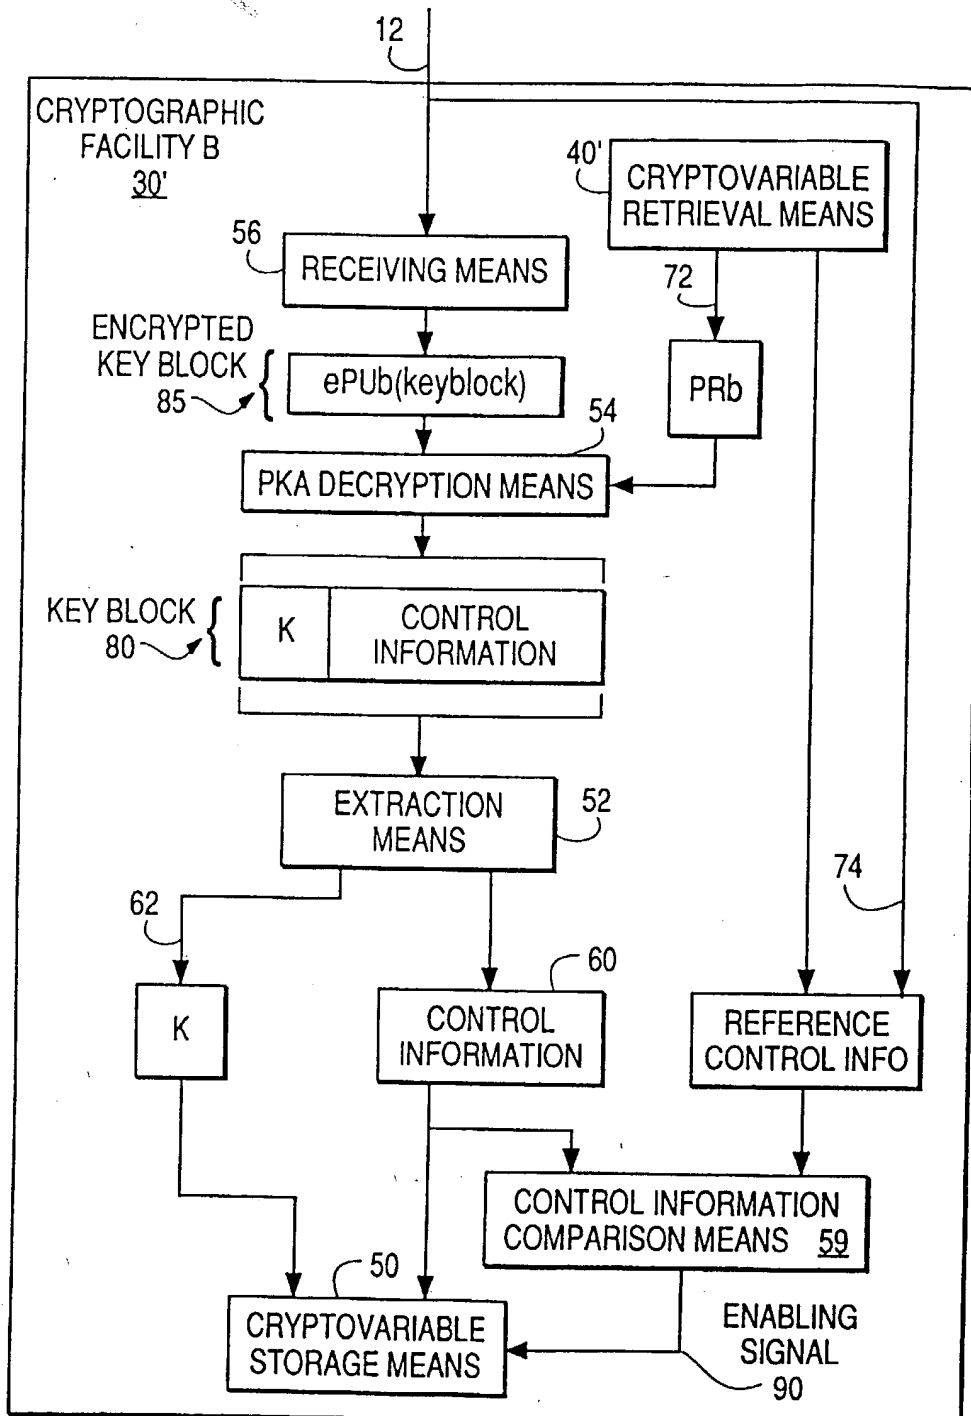 12
CRYPTOGRAPHIC
FACILITY B
30'
40'
CRYPTOVARIABLE
RETRIEVAL MEANS
56
RECEIVING MEANS
72
ENCRYPTED
KEY BLOCK
85
ePUb(keyblock)
PRb
54
PKA DECRYPTION MEANS
KEY BLOCK
80
K
CONTROL
INFORMATION
EXTRACTION
MEANS
52
74
62
60
K
CONTROL
INFORMATION
REFERENCE
CONTROL INFO
CONTROL INFORMATION
COMPARISON MEANS 59
50
CRYPTOVARIABLE
STORAGE MEANS
ENABLING
SIGNAL
90